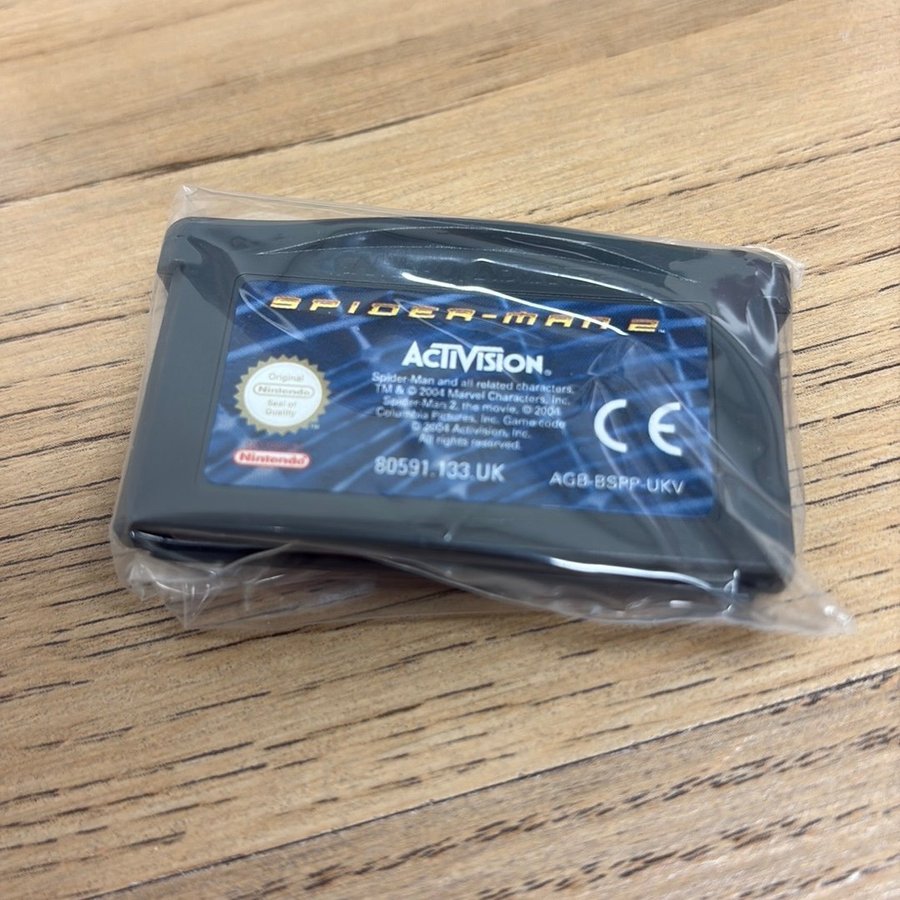 SPIDER-MAN 2
ACTIVISION®
Spider-Man and all related characters,
TM & © 2004 Marvel Characters, Inc.
Spider-Man 2, the movie, © 2004
Columbia Pictures, Inc. Game code
© 2004 Activision, Inc.
All rights reserved.
Original
Nintendo
Seal of
Quality
TM
Nintendo
CE
80591.133.UK
AGB-BSPP-UKV